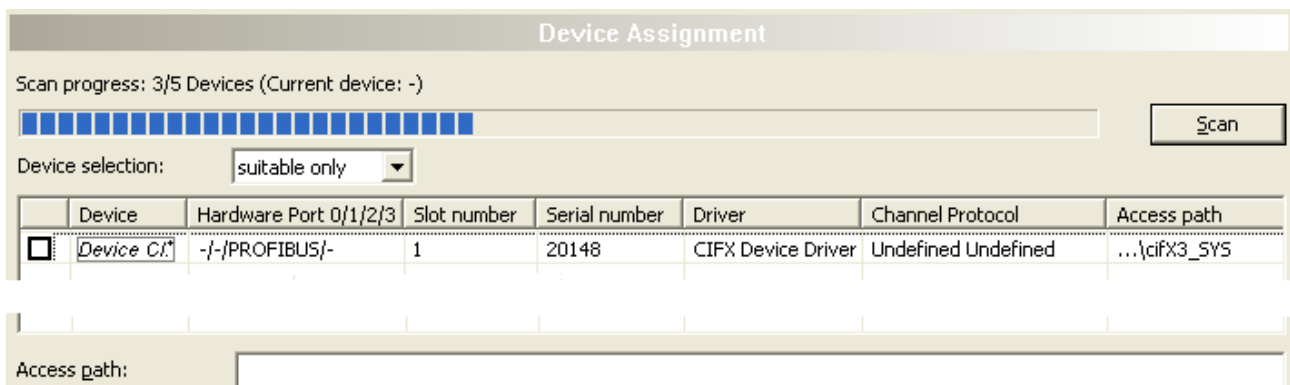 Device Assignment
Scan progress: 3/5 Devices (Current device: -)
Scan
Device selection: suitable only
Device Hardware Port 0/1/2/3 Slot number Serial number Driver Channel Protocol Access path
Device CI.* -/-/PROFIBUS/- 1 20148 CIFX Device Driver Undefined Undefined ...\cifX3_SYS
Access path: